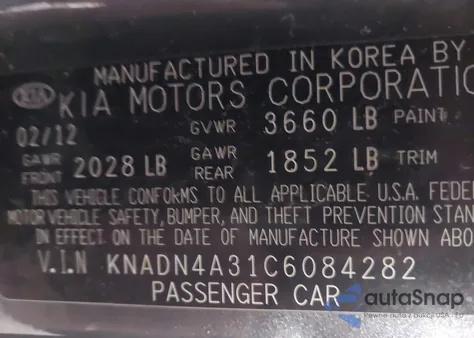 MANUFACTURED IN KOREA BY
KIA KIA MOTORS CORPORATIO
02/12 GVWR 3660 LB PAINT
GAWR FRONT 2028 LB GAWR REAR 1852 LB TRIM
THIS VEHICLE CONFORMS TO ALL APPLICABLE U.S.A. FEDE
MOTOR VEHICLE SAFETY, BUMPER, AND THEFT PREVENTION STAN
IN EFFECT ON THE DATE OF MANUFACTURE SHOWN ABO
V.I.N KNADN4A31C6084282
PASSENGER CAR
autoSnap